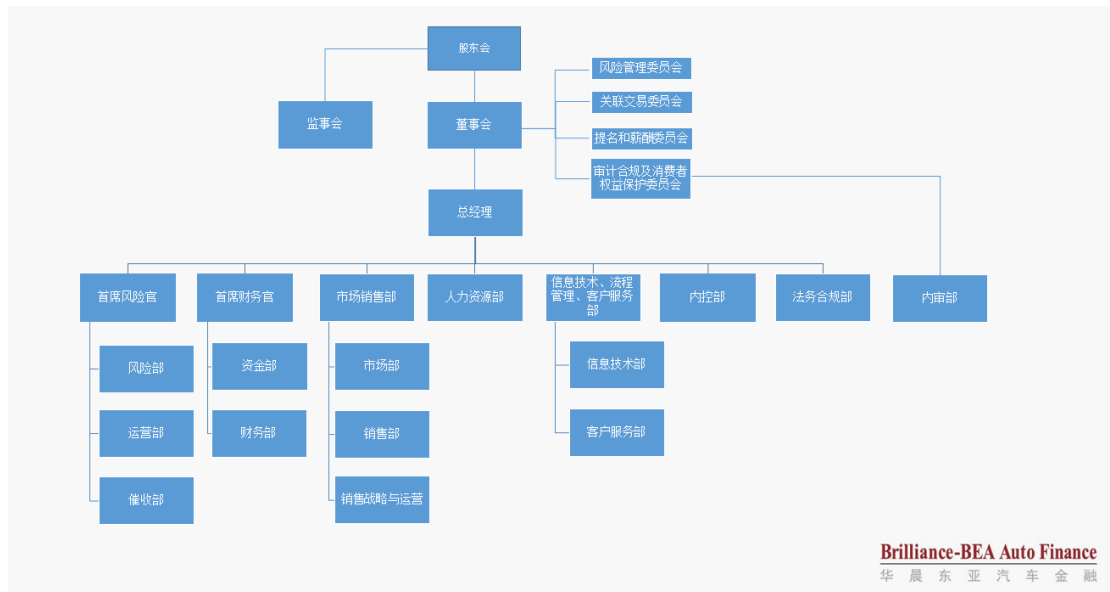 股东会
监事会
董事会
风险管理委员会
关联交易委员会
提名和薪酬委员会
审计合规及消费者
权益保护委员会
总经理
首席风险官
首席财务官
市场销售部
人力资源部
信息技术、流程
管理、客户服务
部
内控部
法务合规部
内审部
风险部
资金部
市场部
信息技术部
运营部
财务部
销售部
客户服务部
催收部
销售战略与运营
Brilliance-BEA Auto Finance
华晨东亚汽车金融